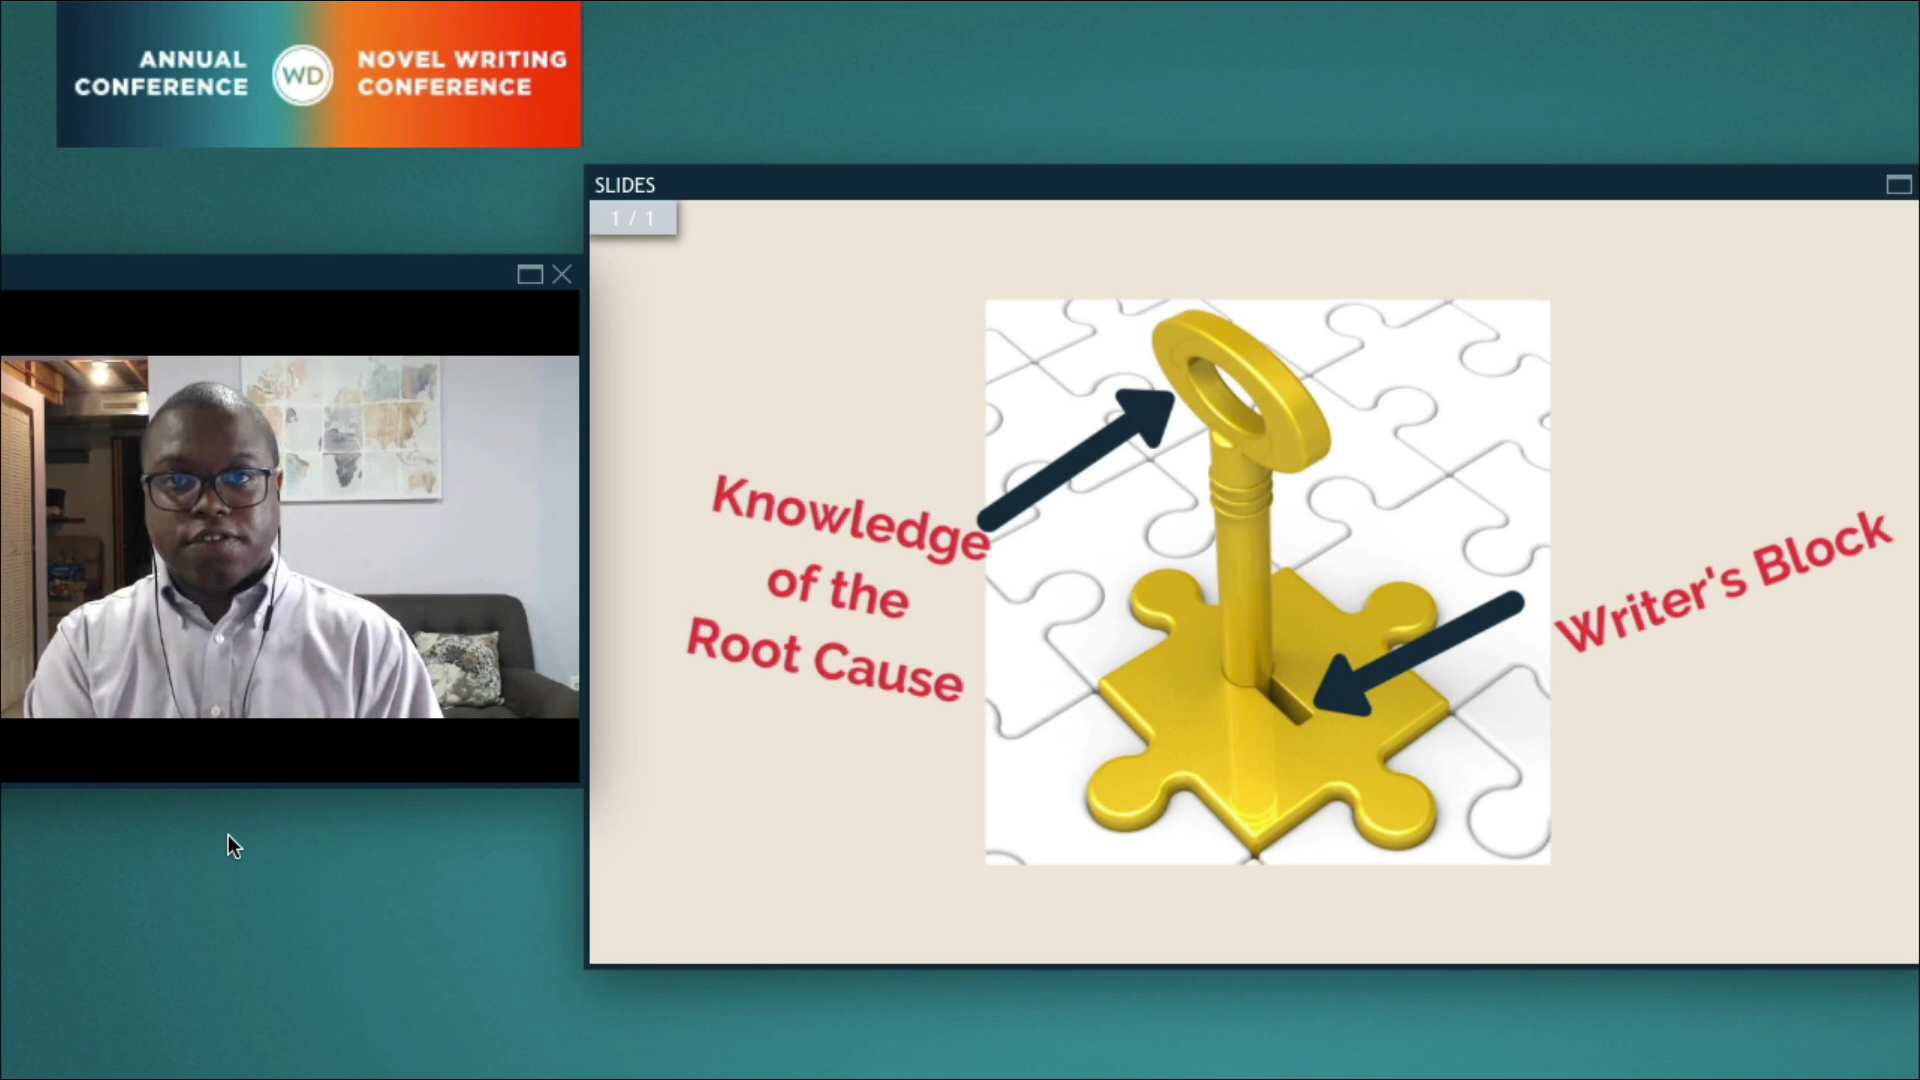 ANNUAL
CONFERENCE
WD
NOVEL WRITING
CONFERENCE
SLIDES
1 / 1
Knowledge
of the
Root Cause
Writer's Block